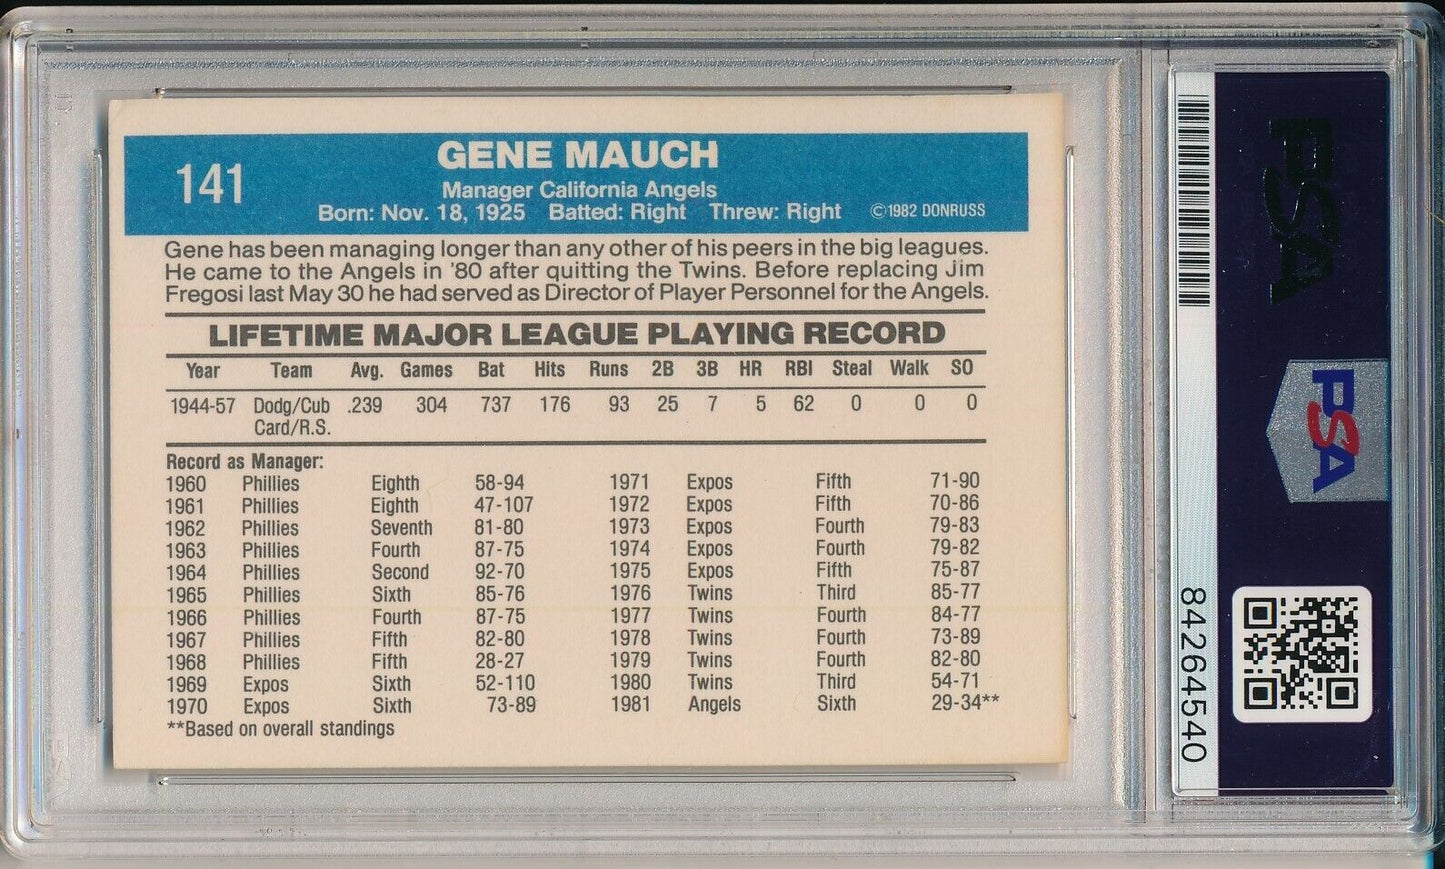 141
GENE MAUCH
Manager California Angels
Born: Nov. 18, 1925 Batted: Right Threw: Right ©1982 DONRUSS
Gene has been managing longer than any other of his peers in the big leagues.
He came to the Angels in '80 after quitting the Twins. Before replacing Jim
Fregosi last May 30 he had served as Director of Player Personnel for the Angels.
LIFETIME MAJOR LEAGUE PLAYING RECORD
Year Team Avg. Games Bat Hits Runs 2B 3B HR RBI Steal Walk SO
1944-57 Dodg/Cub .239 304 737 176 93 25 7 5 62 0 0 0
Card/R.S.
Record as Manager:
1960 Phillies Eighth 58-94 1971 Expos Fifth 71-90
1961 Phillies Eighth 47-107 1972 Expos Fifth 70-86
1962 Phillies Seventh 81-80 1973 Expos Fourth 79-83
1963 Phillies Fourth 87-75 1974 Expos Fourth 79-82
1964 Phillies Second 92-70 1975 Expos Fifth 75-87
1965 Phillies Sixth 85-76 1976 Twins Third 85-77
1966 Phillies Fourth 87-75 1977 Twins Fourth 84-77
1967 Phillies Fifth 82-80 1978 Twins Fourth 73-89
1968 Phillies Fifth 28-27 1979 Twins Fourth 82-80
1969 Expos Sixth 52-110 1980 Twins Third 54-71
1970 Expos Sixth 73-89 1981 Angels Sixth 29-34**
**Based on overall standings
84264540
PSA
PSA